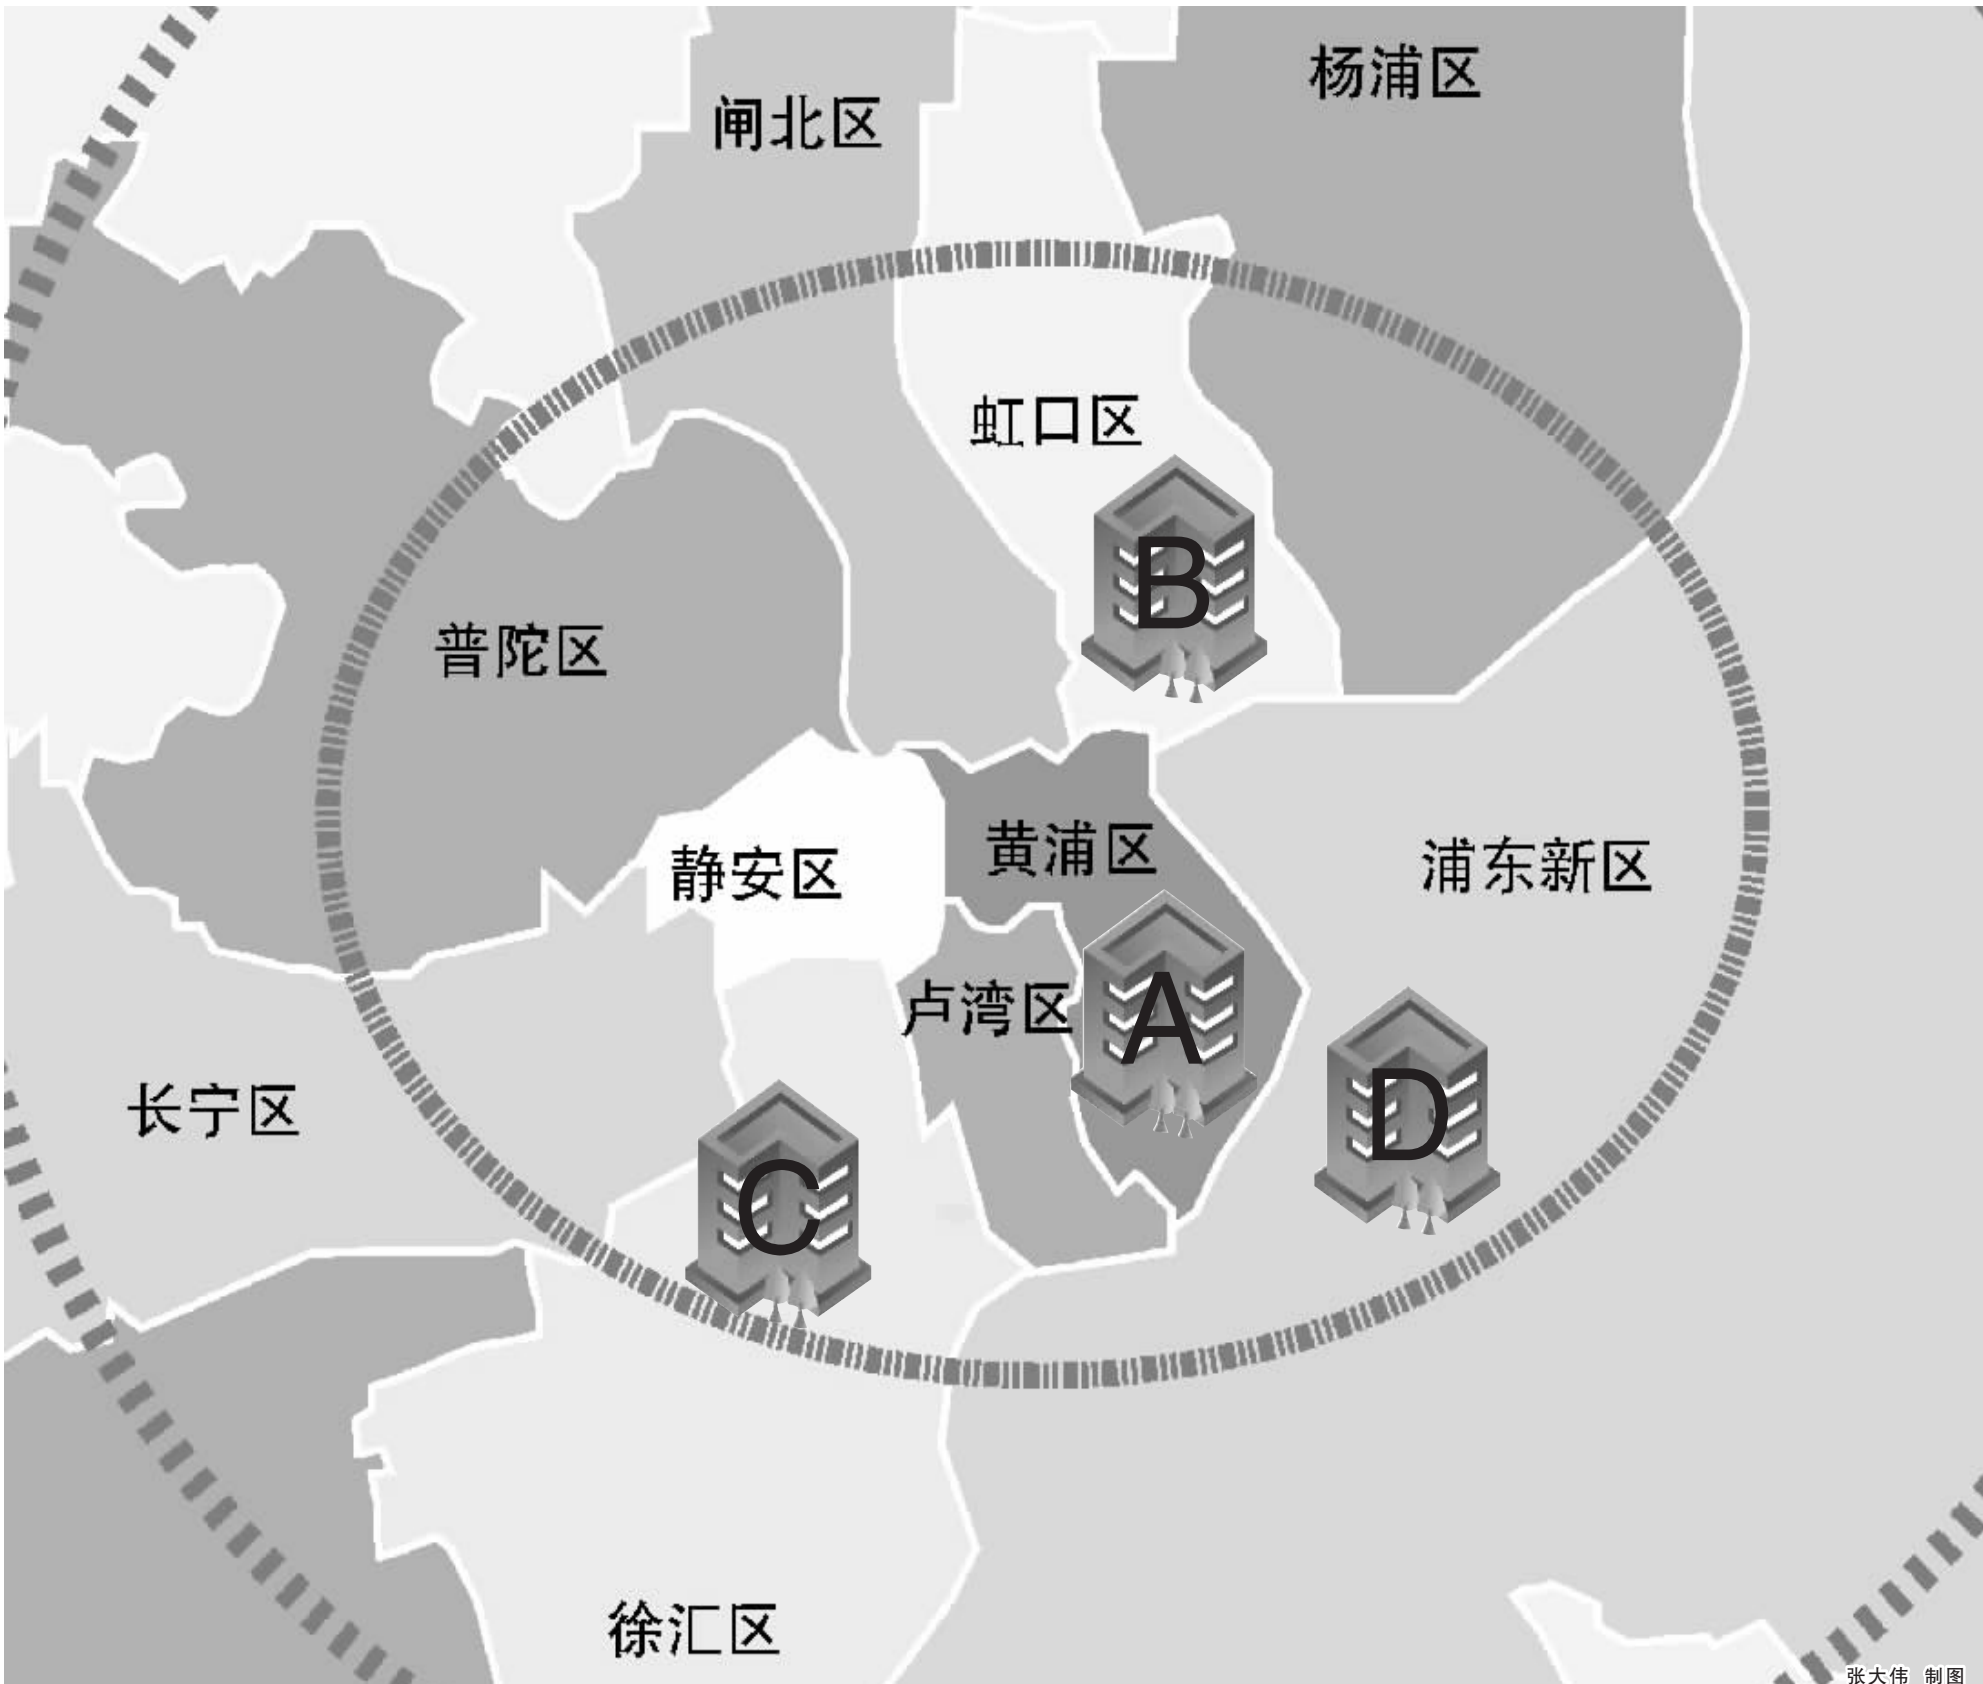 杨浦区
闸北区
虹口区
B
普陀区
黄浦区
浦东新区
静安区
卢湾区
A
D
长宁区
C
徐汇区
张大伟 制图